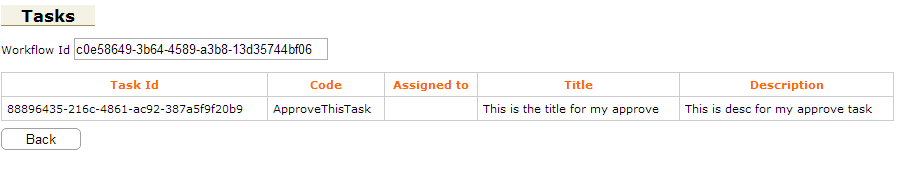 Tasks
Workflow Id c0e58649-3b64-4589-a3b8-13d35744bf06
Task Id Code Assigned to Title Description
88896435-216c-4861-ac92-387a5f9f20b9 ApproveThisTask This is the title for my approve This is desc for my approve task
Back